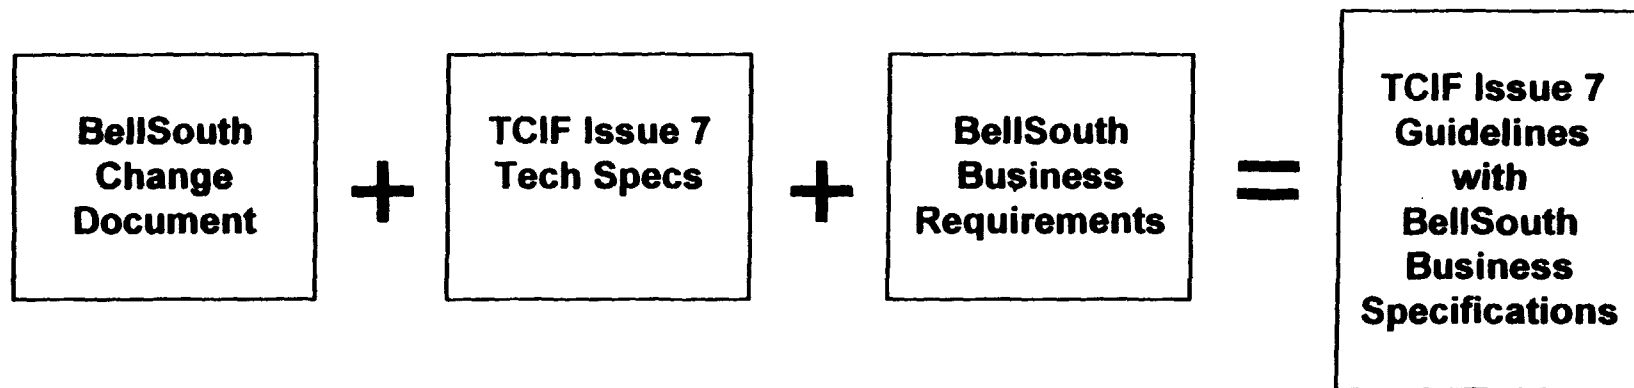 BellSouth
Change
Document
+
TCIF Issue 7
Tech Specs
+
BellSouth
Business
Requirements
=
TCIF Issue 7
Guidelines
with
BellSouth
Business
Specifications